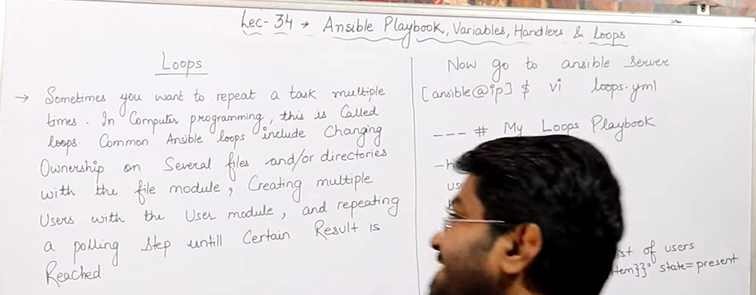 Lec-34 → Ansible Playbook, Variables, Handlers & Loops
Loops
→ Sometimes you want to repeat a task multiple
times. In Computer programming, this is Called
loops. Common Ansible loops include Changing
Ownership on Several files and/or directories
with the file module, Creating multiple
Users with the User module, and repeating
a polling step untill Certain Result is
Reached.
Now go to ansible server
[ansible@ip] $ vi loops.yml
--- # My Loops Playbook
-h
us
st of users
item}}" state=present